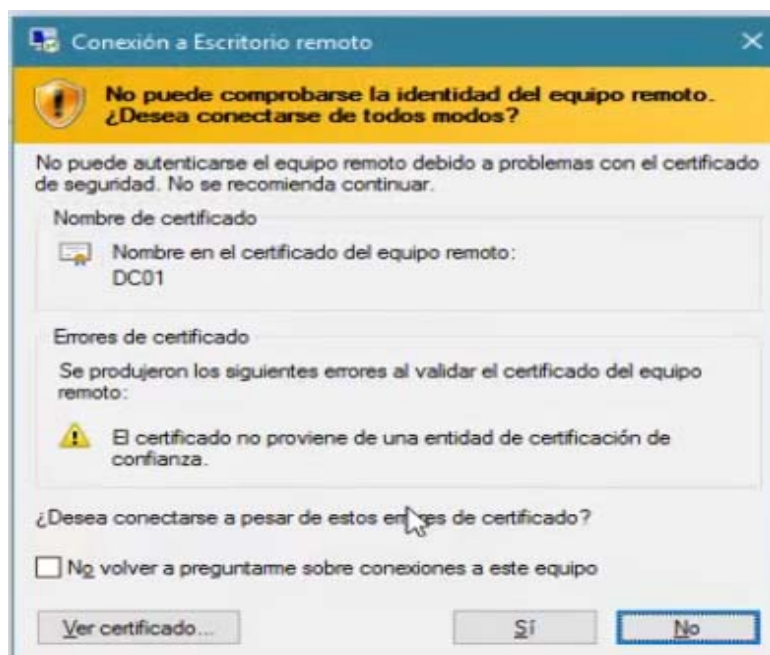 Conexión a Escritorio remoto
No puede comprobarse la identidad del equipo remoto.
¿Desea conectarse de todos modos?
No puede autenticarse el equipo remoto debido a problemas con el certificado
de seguridad. No se recomienda continuar.
Nombre de certificado
Nombre en el certificado del equipo remoto:
DC01
Errores de certificado
Se produjeron los siguientes errores al validar el certificado del equipo
remoto:
El certificado no proviene de una entidad de certificación de
confianza.
¿Desea conectarse a pesar de estos errores de certificado?
No volver a preguntarme sobre conexiones a este equipo
Ver certificado...
Sí
No